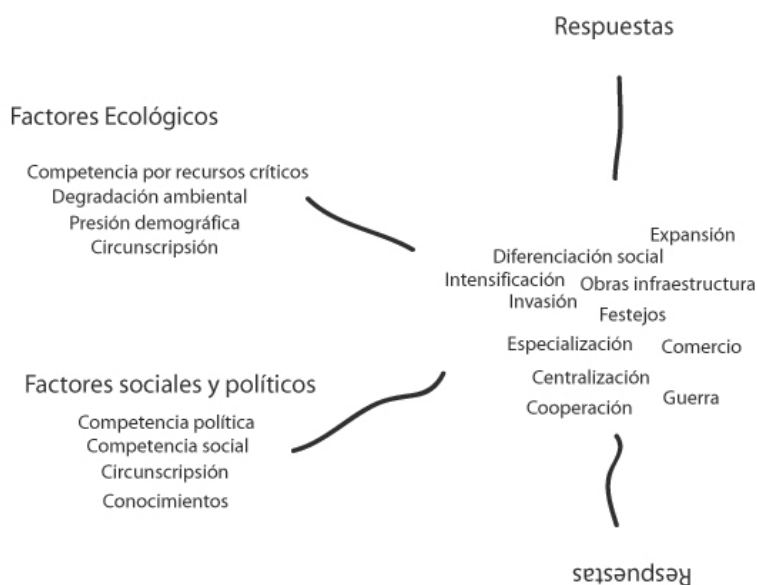 Respuestas
Factores Ecológicos
Competencia por recursos críticos
Degradación ambiental
Presión demográfica
Circunscripsión
Expansión
Diferenciación social
Intensificación
Obras infraestructura
Invasión
Festejos
Especialización
Comercio
Centralización
Guerra
Cooperación
Factores sociales y políticos
Competencia política
Competencia social
Circunscripsión
Conocimientos
Respuestas